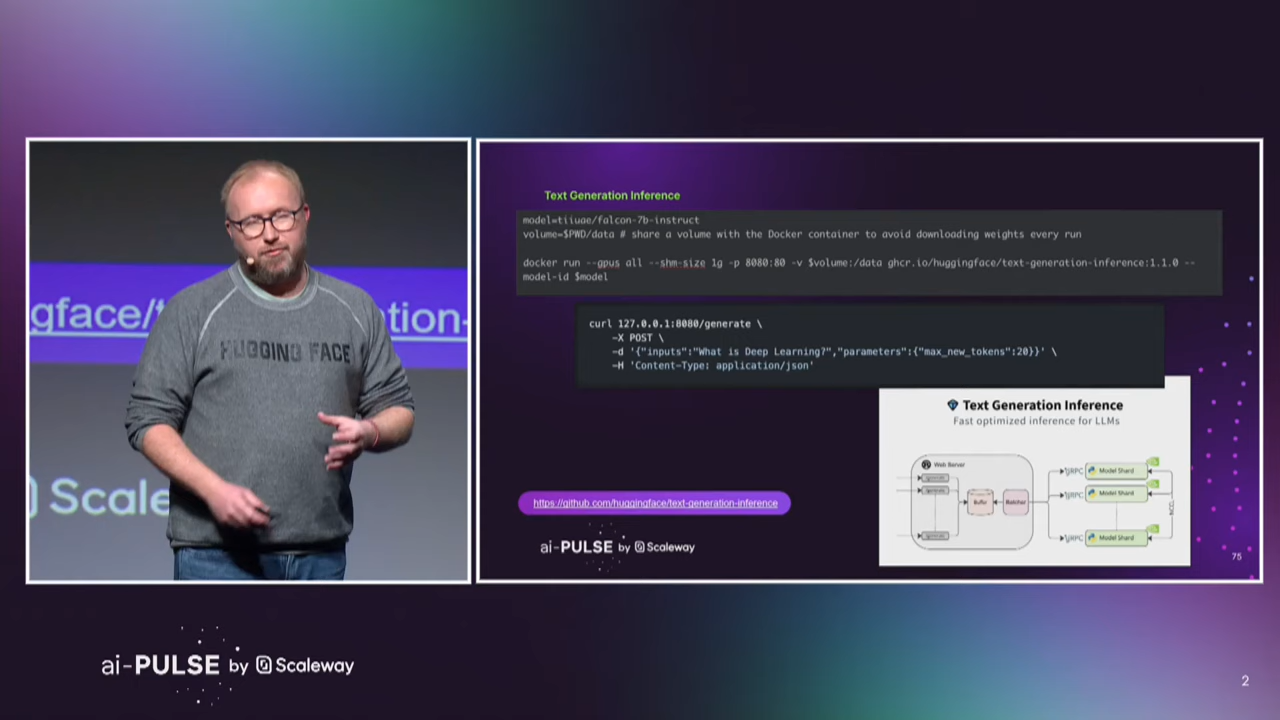 gface/t
ation-
HUGGING FACE
Scale
Text Generation Inference
model=tiiuae/falcon-7b-instruct
volume=$PWD/data # share a volume with the Docker container to avoid downloading weights every run
docker run --gpus all --shm-size 1g -p 8080:80 -v $volume:/data ghcr.io/huggingface/text-generation-inference:1.1.0 --
model-id $model
curl 127.0.0.1:8080/generate \
-X POST \
-d '{"inputs":"What is Deep Learning?","parameters":{"max_new_tokens":20}}' \
-H 'Content-Type: application/json'
Text Generation Inference
Fast optimized inference for LLMs
Web Server
Buffer
Batcher
gRPC
Model Shard
gRPC
Model Shard
gRPC
Model Shard
https://github.com/huggingface/text-generation-inference
ai-PULSE by Scaleway
75
ai-PULSE by Scaleway
2